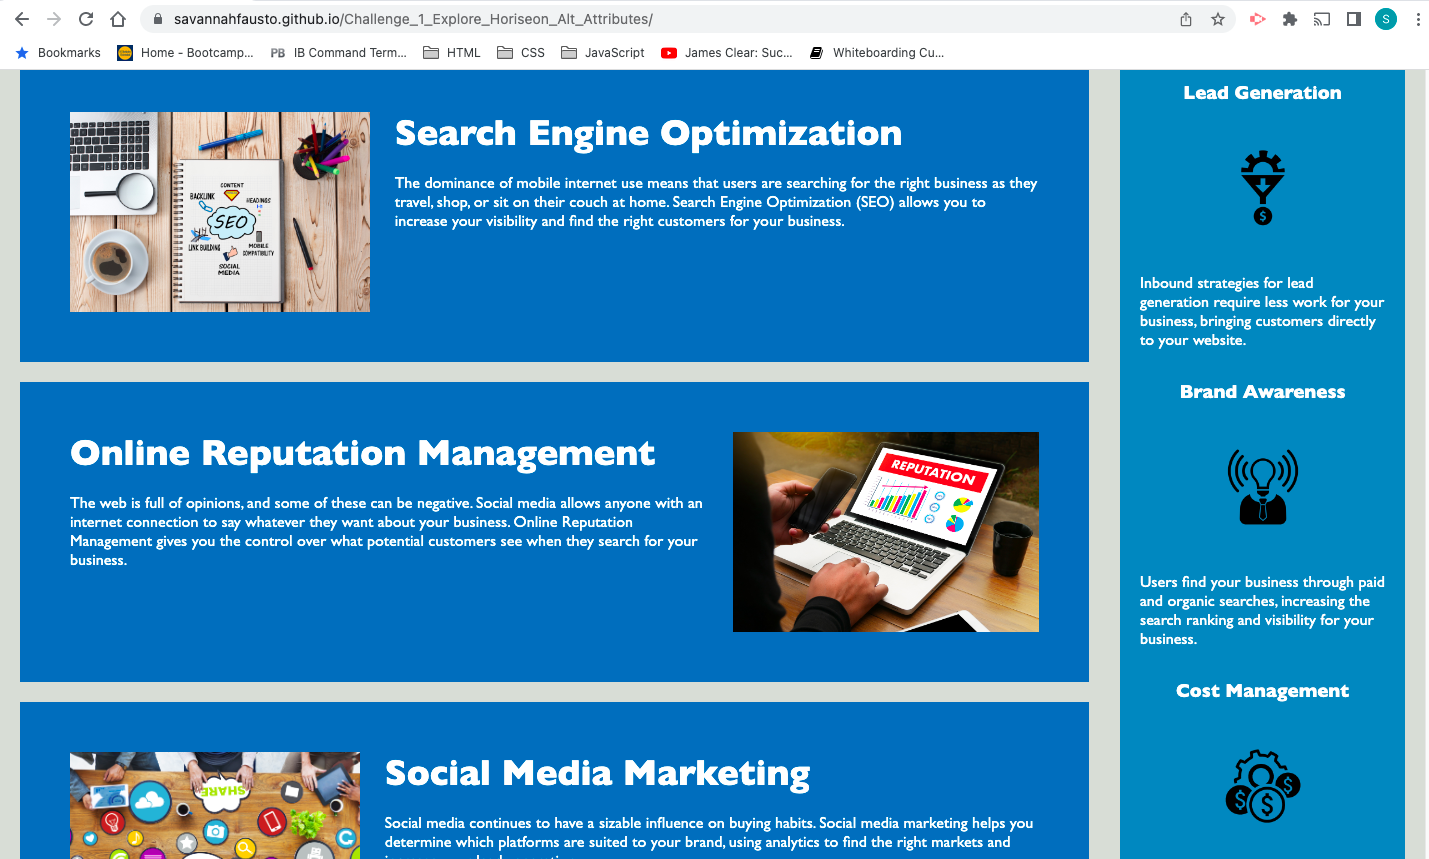 savannahfausto.github.io/Challenge_1_Explore_Horiseon_Alt_Attributes/
S
Bookmarks
Home - Bootcamp...
PB IB Command Term...
HTML
CSS
JavaScript
James Clear: Suc...
Whiteboarding Cu...
Search Engine Optimization
The dominance of mobile internet use means that users are searching for the right business as they
travel, shop, or sit on their couch at home. Search Engine Optimization (SEO) allows you to
increase your visibility and find the right customers for your business.
CONTENT
BACKLINK
HEADINGS
SEO
LINK BUILDING
MOBILE
COMPATIBILITY
SOCIAL
MEDIA
Online Reputation Management
The web is full of opinions, and some of these can be negative. Social media allows anyone with an
internet connection to say whatever they want about your business. Online Reputation
Management gives you the control over what potential customers see when they search for your
business.
REPUTATION
Social Media Marketing
Social media continues to have a sizable influence on buying habits. Social media marketing helps you
determine which platforms are suited to your brand, using analytics to find the right markets and
SHARE
Lead Generation
$
Inbound strategies for lead
generation require less work for your
business, bringing customers directly
to your website.
Brand Awareness
Users find your business through paid
and organic searches, increasing the
search ranking and visibility for your
business.
Cost Management
$
$
$